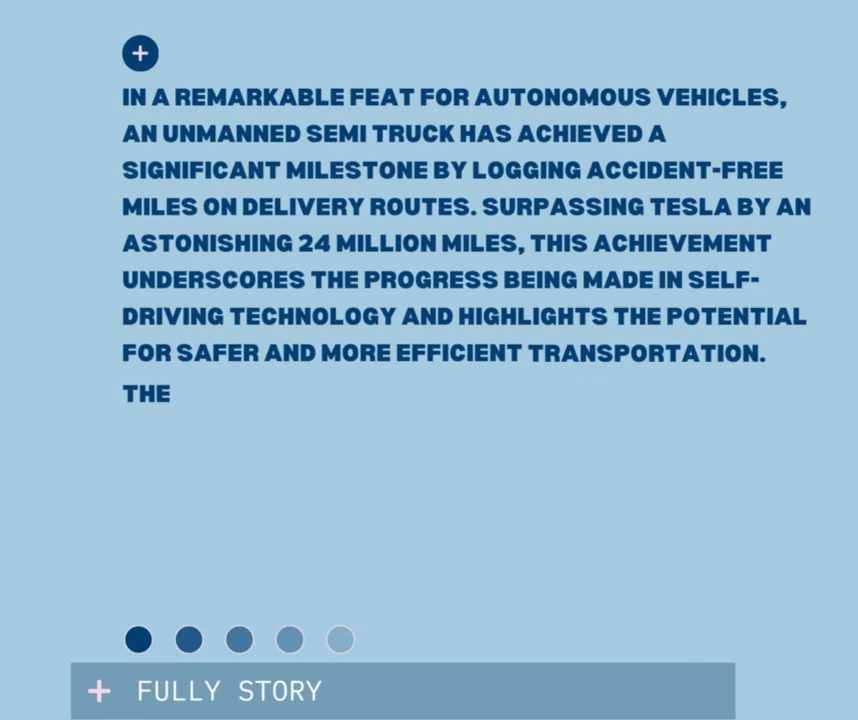 IN A REMARKABLE FEAT FOR AUTONOMOUS VEHICLES,
AN UNMANNED SEMI TRUCK HAS ACHIEVED A
SIGNIFICANT MILESTONE BY LOGGING ACCIDENT-FREE
MILES ON DELIVERY ROUTES. SURPASSING TESLA BY AN
ASTONISHING 24 MILLION MILES, THIS ACHIEVEMENT
UNDERSCORES THE PROGRESS BEING MADE IN SELF-
DRIVING TECHNOLOGY AND HIGHLIGHTS THE POTENTIAL
FOR SAFER AND MORE EFFICIENT TRANSPORTATION.
THE
+ FULLY STORY